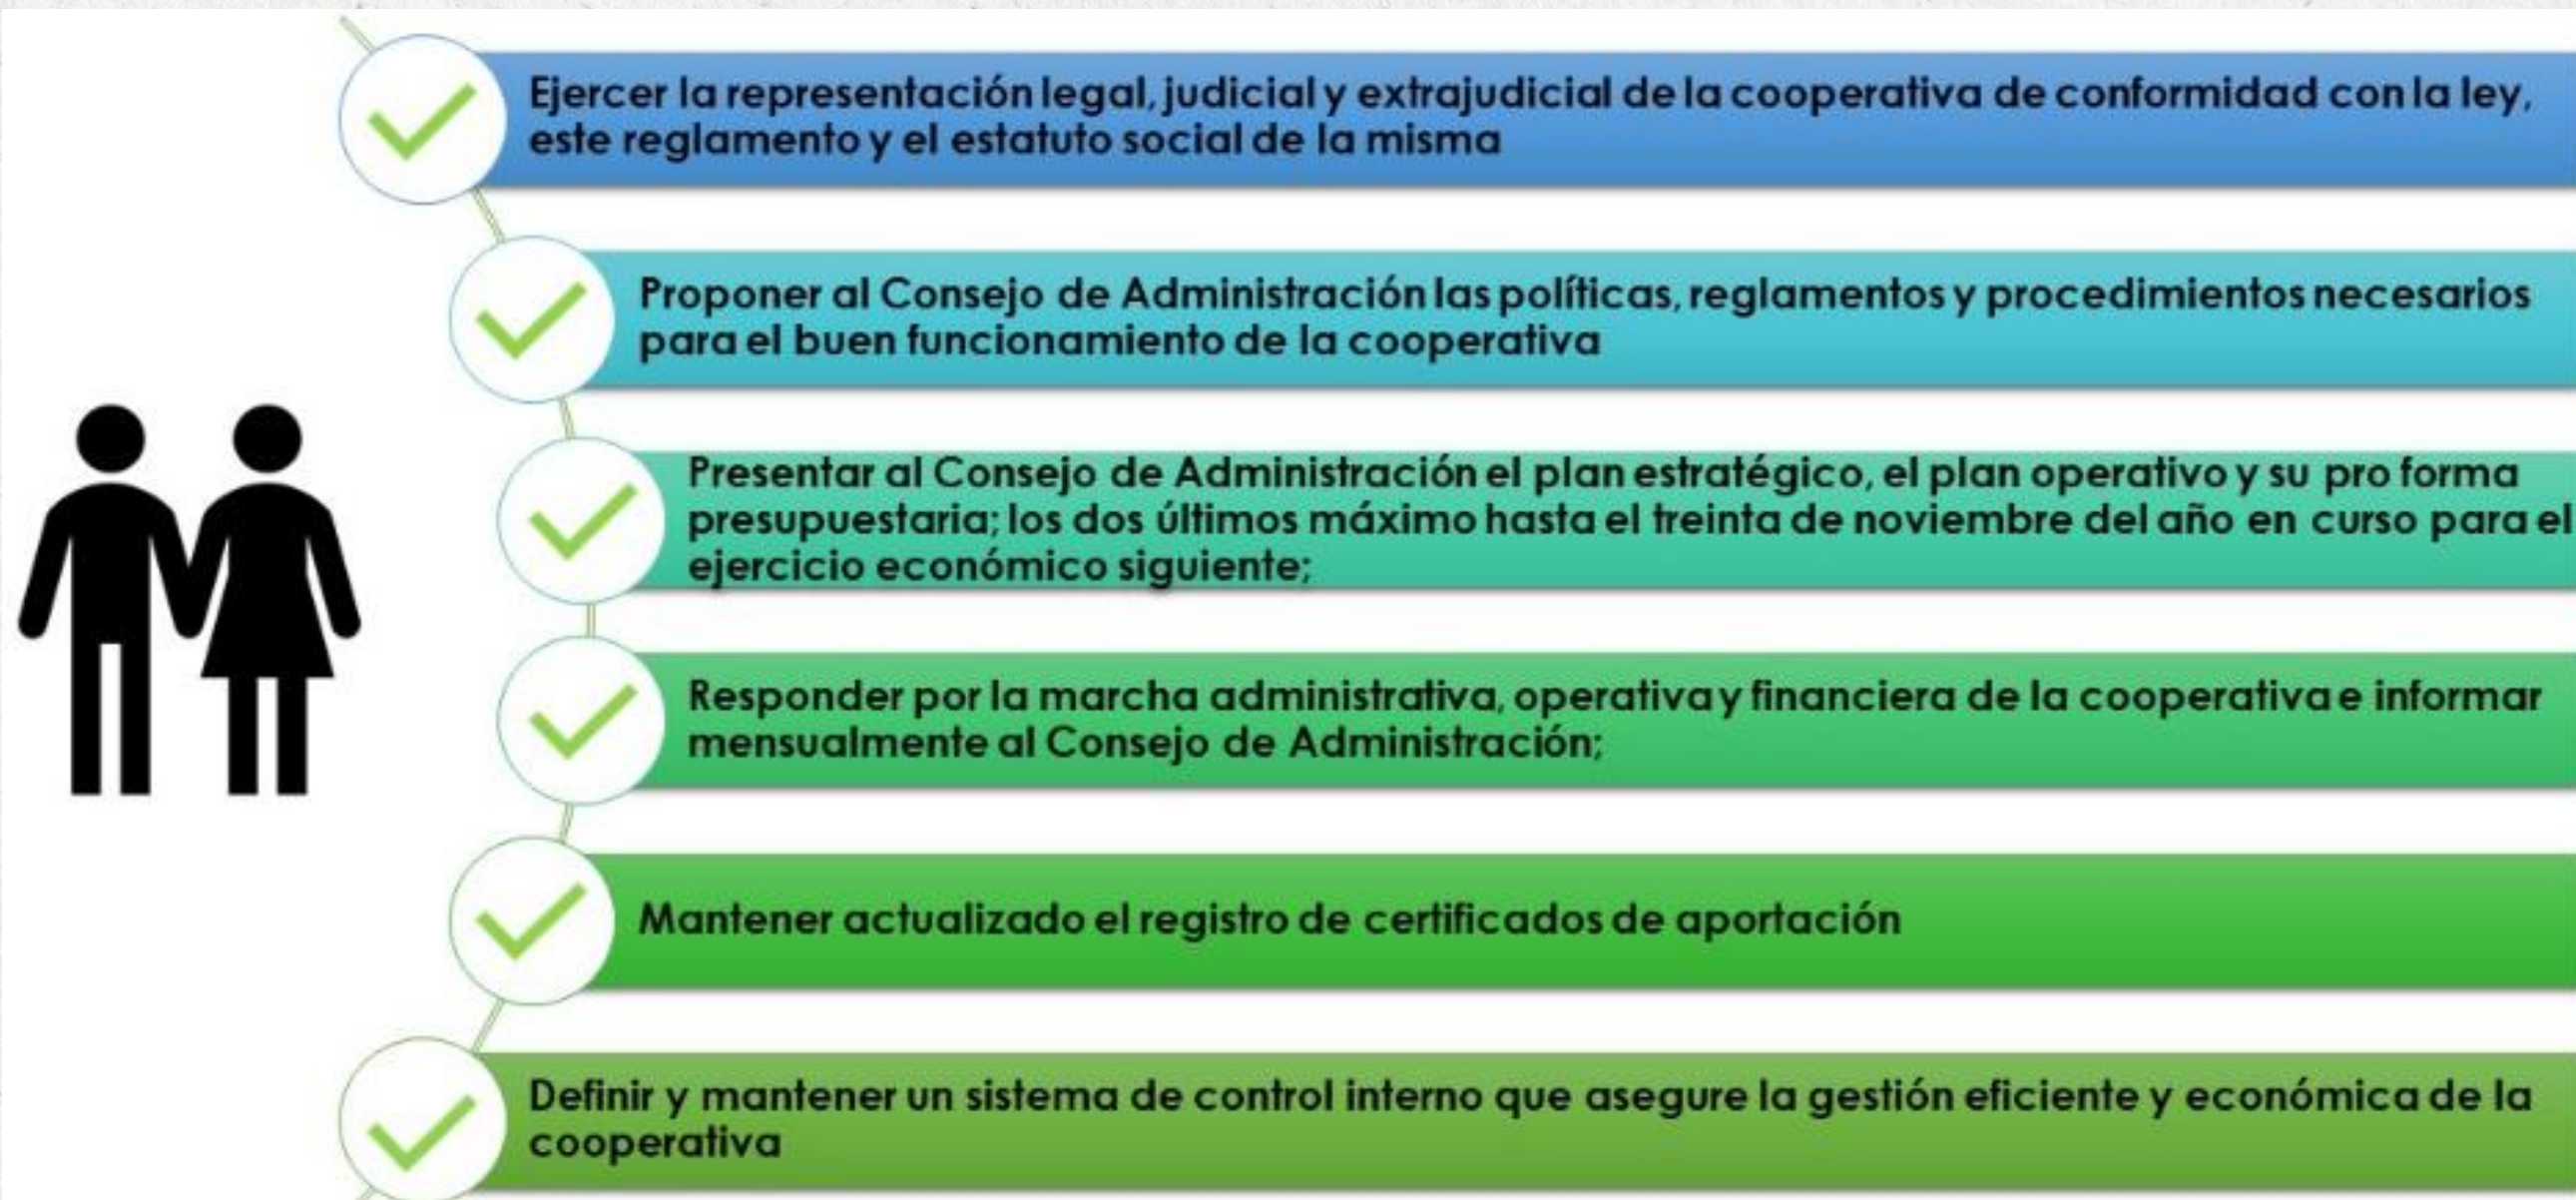 Ejercer la representación legal, judicial y extrajudicial de la cooperativa de conformidad con la ley,
este reglamento y el estatuto social de la misma
Proponer al Consejo de Administración las políticas, reglamentos y procedimientos necesarios
para el buen funcionamiento de la cooperativa
Presentar al Consejo de Administración el plan estratégico, el plan operativo y su pro forma
presupuestaria; los dos últimos máximo hasta el treinta de noviembre del año en curso para el
ejercicio económico siguiente;
Responder por la marcha administrativa, operativa y financiera de la cooperativa e informar
mensualmente al Consejo de Administración;
Mantener actualizado el registro de certificados de aportación
Definir y mantener un sistema de control interno que asegure la gestión eficiente y económica de la
cooperativa